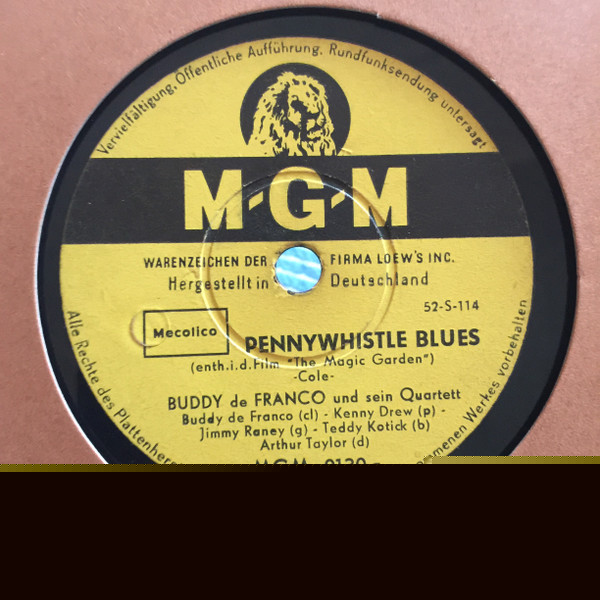 Vervielfältigung, Öffentliche Aufführung. Rundfunksendung untersagt
M-G-M
WARENZEICHEN DER FIRMA LOEW'S INC.
Hergestellt in Deutschland
52-S-114
Mecolico
PENNYWHISTLE BLUES
(enth.i.d.Film "The Magic Garden")
-Cole-
BUDDY de FRANCO und sein Quartett
Buddy de Franco (cl) - Kenny Drew (p) -
Jimmy Raney (g) - Teddy Kotick (b)
Arthur Taylor (d)
Alle Rechte des
Werkes vorbehalten